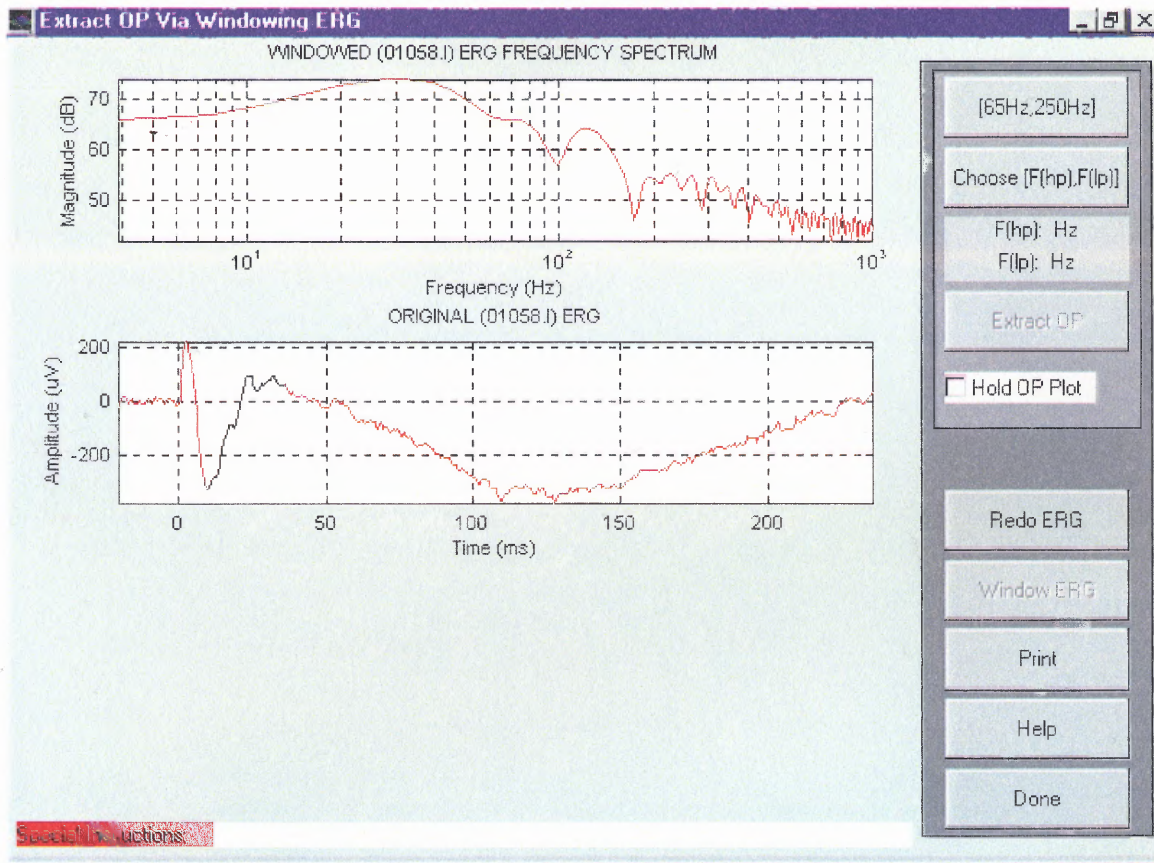 Extract OP Via Windowing ERG
WINDOWED (01058.I) ERG FREQUENCY SPECTRUM
Magnitude (dB)
70
60
50
10¹
10²
10³
Frequency (Hz)
ORIGINAL (01058.I) ERG
Amplitude (uV)
200
0
-200
0
50
100
150
200
Time (ms)
[65Hz,250Hz]
Choose [F(hp),F(lp)]
F(hp): Hz
F(lp): Hz
Extract OP
Hold OP Plot
Redo ERG
Window ERG
Print
Help
Done
Special Instructions